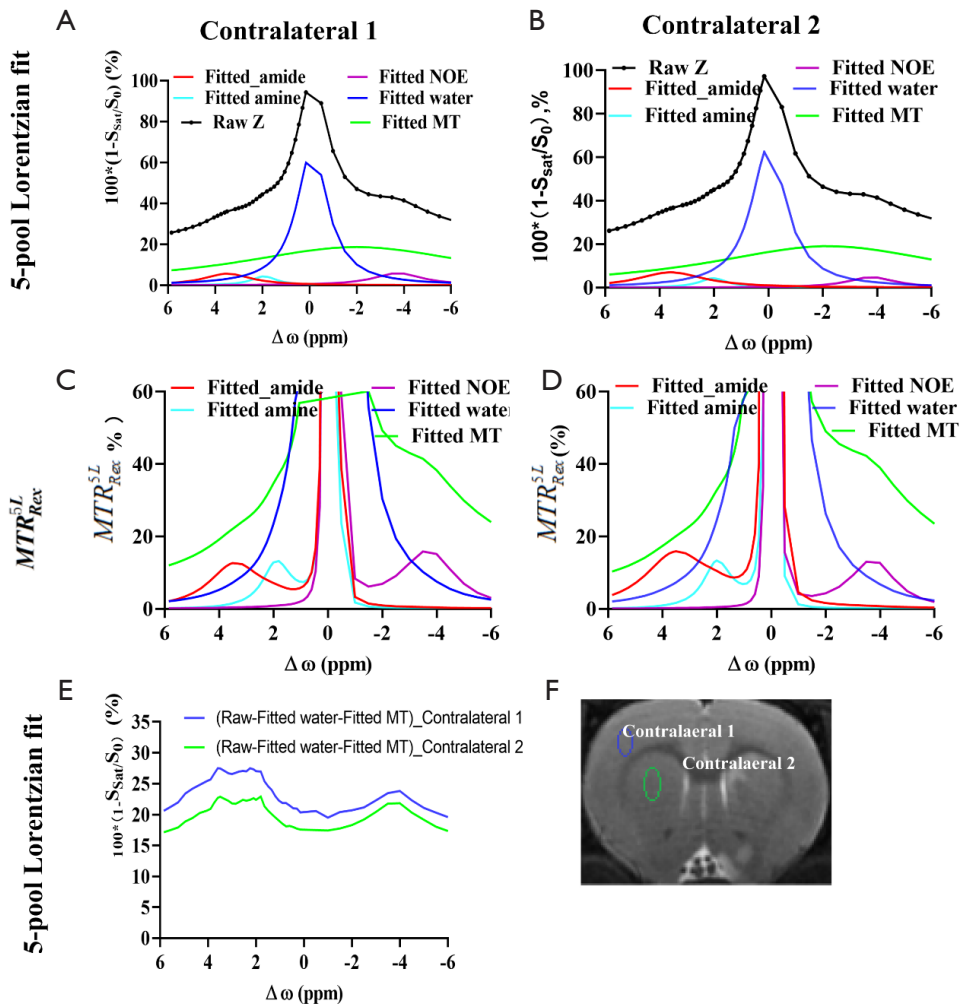 A
Contralateral 1
B
Contralateral 2
5-pool Lorentzian fit
100*(1-SSat/S0) (%)
100
80
60
40
20
0
Fitted_amide
Fitted amine
Raw Z
Fitted NOE
Fitted water
Fitted MT
6 4 2 0 -2 -4 -6
Δ ω (ppm)
100*(1-Ssat/S0),%
100
80
60
40
20
0
Raw Z
Fitted_amide
Fitted amine
Fitted NOE
Fitted water
Fitted MT
6 4 2 0 -2 -4 -6
Δ ω (ppm)
C
MTR5LRex
MTR5LRex % )
60
40
20
0
Fitted_amide
Fitted amine
Fitted NOE
Fitted water
Fitted MT
6 4 2 0 -2 -4 -6
Δ ω (ppm)
D
MTR5LRex (%)
60
40
20
0
Fitted_amide
Fitted amine
Fitted NOE
Fitted water
Fitted MT
6 4 2 0 -2 -4 -6
Δ ω (ppm)
E
5-pool Lorentzian fit
100*(1-SSat/S0) (%)
35
30
25
20
15
10
5
0
(Raw-Fitted water-Fitted MT)_Contralateral 1
(Raw-Fitted water-Fitted MT)_Contralateral 2
6 4 2 0 -2 -4 -6
Δ ω (ppm)
F
Contralaeral 1
Contralaeral 2